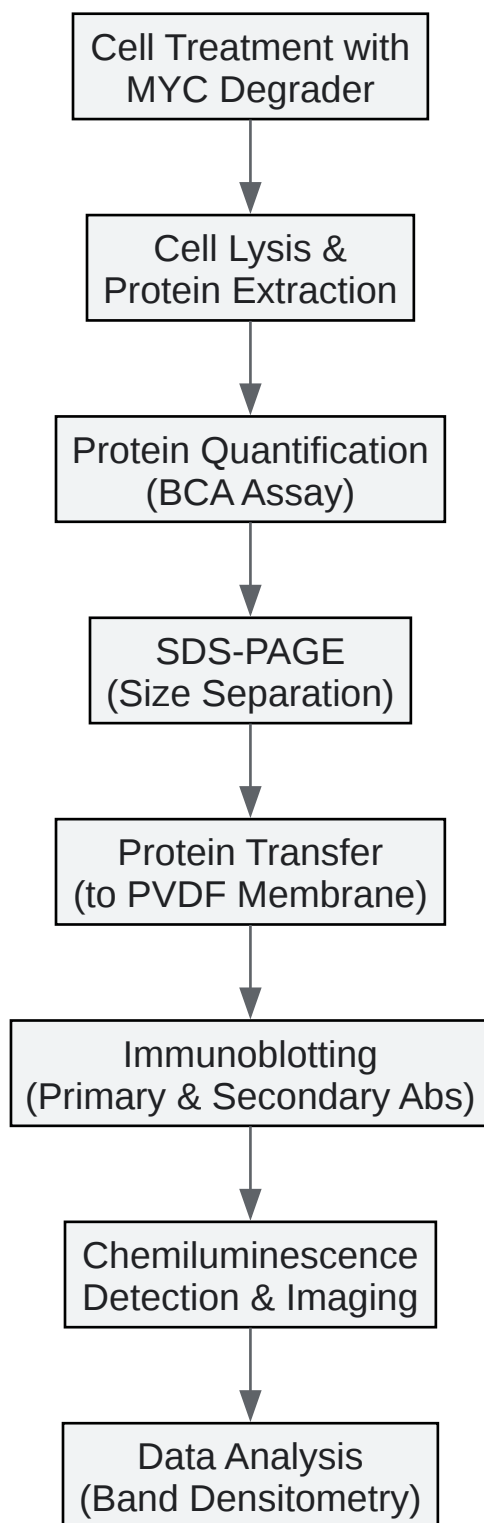 Cell Treatment with
MYC Degrader
Cell Lysis &
Protein Extraction
Protein Quantification
(BCA Assay)
SDS-PAGE
(Size Separation)
Protein Transfer
(to PVDF Membrane)
Immunoblotting
(Primary & Secondary Abs)
Chemiluminescence
Detection & Imaging
Data Analysis
(Band Densitometry)